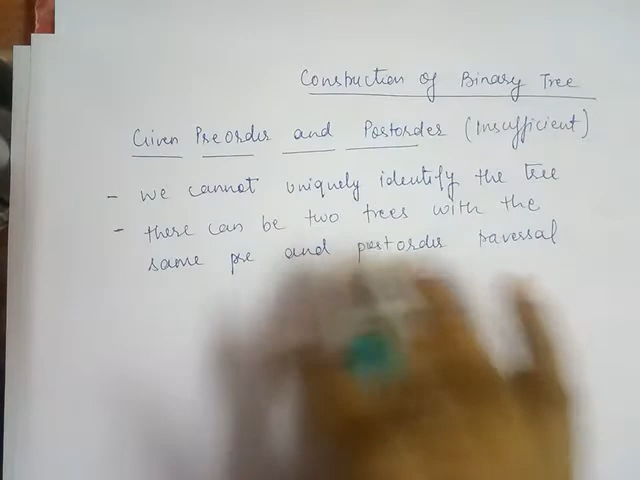 Construction of Binary Tree
Given Preorder and Postorder (Insufficient)
- we cannot uniquely identify the tree
- there can be two trees with the
same pre and postorder traversal